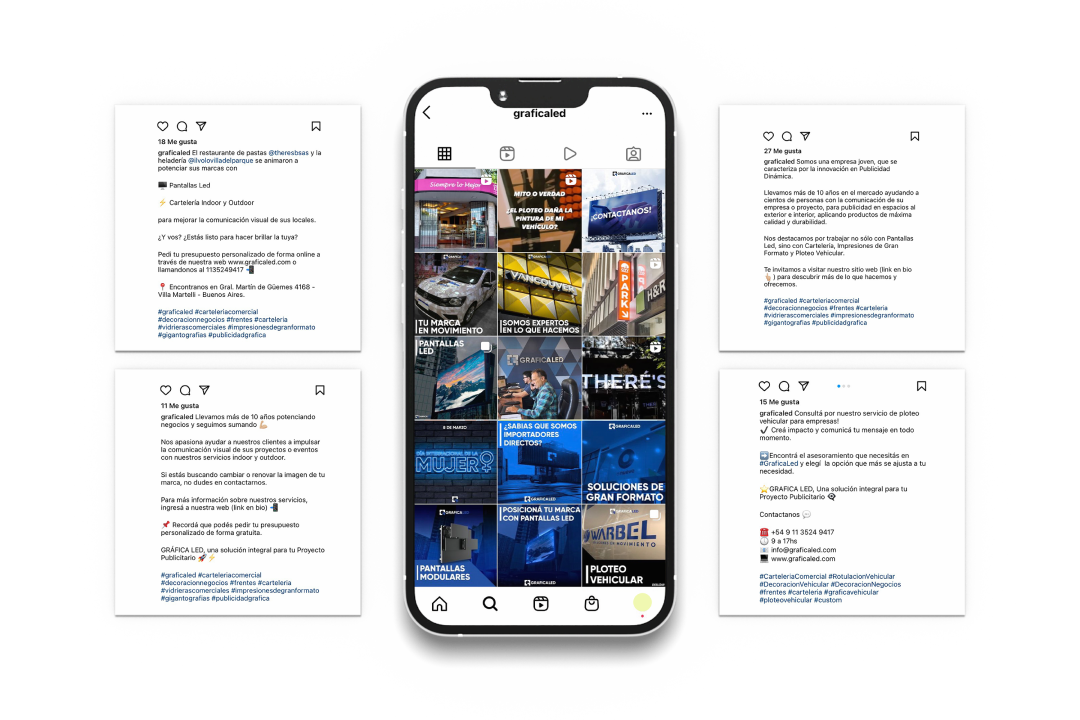 18 Me gusta
graficaled El restaurante de pastas @theresbsas y la
heladería @ilvolovilladelparque se animaron a
potenciar sus marcas con
🖥️ Pantallas Led
⚡ Cartelería Indoor y Outdoor
para mejorar la comunicación visual de sus locales.
¿Y vos? ¿Estás listo para hacer brillar la tuya?
Pedi tu presupuesto personalizado de forma online a
través de nuestra web www.graficaled.com o
llamandonos al 1135249417 📲
📍 Encontranos en Gral. Martín de Güemes 4168 -
Villa Martelli - Buenos Aires.
#graficaled #carteleriacomercial
#decoracionnegocios #frentes #carteleria
#vidrierascomerciales #impresionesdegranformato
#gigantografias #publicidadgrafica
11 Me gusta
graficaled Llevamos más de 10 años potenciando
negocios y seguimos sumando 💪🏼
Nos apasiona ayudar a nuestros clientes a impulsar
la comunicación visual de sus proyectos o eventos
con nuestros servicios indoor y outdoor.
Si estás buscando cambiar o renovar la imagen de tu
marca, no dudes en contactarnos.
Para más información sobre nuestros servicios,
ingresá a nuestra web (link en bio) 📲
📌 Recordá que podés pedir tu presupuesto
personalizado de forma gratuita.
GRÁFICA LED, una solución integral para tu Proyecto
Publicitario 🚀⚡
#graficaled #carteleriacomercial
#decoracionnegocios #frentes #carteleria
#vidrierascomerciales #impresionesdegranformato
#gigantografias #publicidadgrafica
graficaled
Siempre lo Mejor
MITO O VERDAD
¿EL PLOTEO DAÑA LA
PINTURA DE MI
VEHÍCULO?
GRAFICALED
¡CONTACTANOS!
TU MARCA
EN MOVIMIENTO
GRAFICALED
VANCOUVER
SOMOS EXPERTOS
EN LO QUE HACEMOS
PARK
H&R
PANTALLAS
LED
GRAFICALED
THERÉ'S
8 DE MARZO
DÍA INTERNACIONAL DE LA
MUJER
¿SABIAS QUE SOMOS
IMPORTADORES
DIRECTOS?
GRAFICALED
GRAFICALED
SOLUCIONES DE
GRAN FORMATO
GRAFICALED
PANTALLAS
MODULARES
POSICIONÁ TU MARCA
CON PANTALLAS LED
GRAFICALED
WARBEL
PLOTEO
VEHICULAR
27 Me gusta
graficaled Somos una empresa joven, que se
caracteriza por la innovación en Publicidad
Dinámica.
Llevamos más de 10 años en el mercado ayudando a
cientos de personas con la comunicación de su
empresa o proyecto, para publicidad en espacios al
exterior e interior, aplicando productos de máxima
calidad y durabilidad.
Nos destacamos por trabajar no sólo con Pantallas
Led, sino con Cartelería, Impresiones de Gran
Formato y Ploteo Vehicular.
Te invitamos a visitar nuestro sitio web (link en bio
👆🏼) para descubrir más de lo que hacemos y
ofrecemos.
#graficaled #carteleriacomercial
#decoracionnegocios #frentes #carteleria
#vidrierascomerciales #impresionesdegranformato
#gigantografias #publicidadgrafica
15 Me gusta
graficaled Consultá por nuestro servicio de ploteo
vehicular para empresas!
✔️ Creá impacto y comunicá tu mensaje en todo
momento.
➡️Encontrá el asesoramiento que necesitás en
#GraficaLed y elegí la opción que más se ajusta a tu
necesidad.
⭐GRAFICA LED, Una solución integral para tu
Proyecto Publicitario
Contactanos 💬
☎️ +54 9 11 3524 9417
🕘 9 a 17hs
📧 info@graficaled.com
💻 www.graficaled.com
#CarteleriaComercial #RotulacionVehicular
#DecoracionVehicular #DecoracionNegocios
#frentes #carteleria #graficavehicular
#ploteovehicular #custom